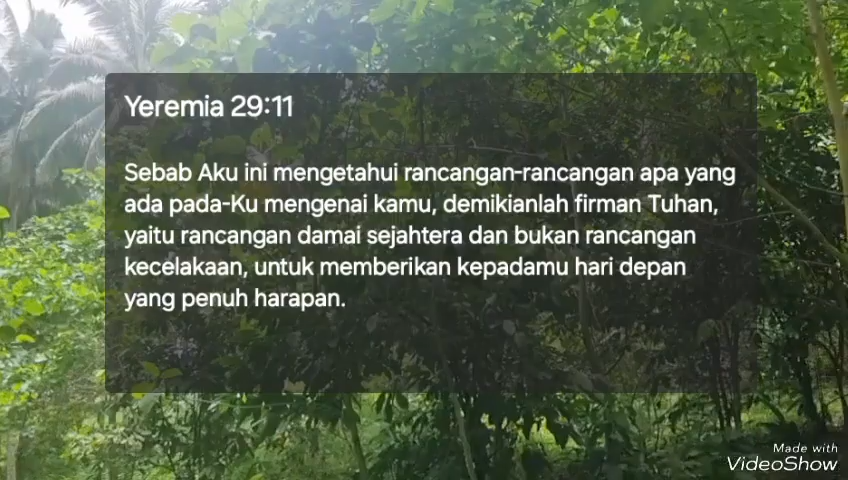 Yeremia 29:11
Sebab Aku ini mengetahui rancangan-rancangan apa yang
ada pada-Ku mengenai kamu, demikianlah firman Tuhan,
yaitu rancangan damai sejahtera dan bukan rancangan
kecelakaan, untuk memberikan kepadamu hari depan
yang penuh harapan.
Made with
VideoShow